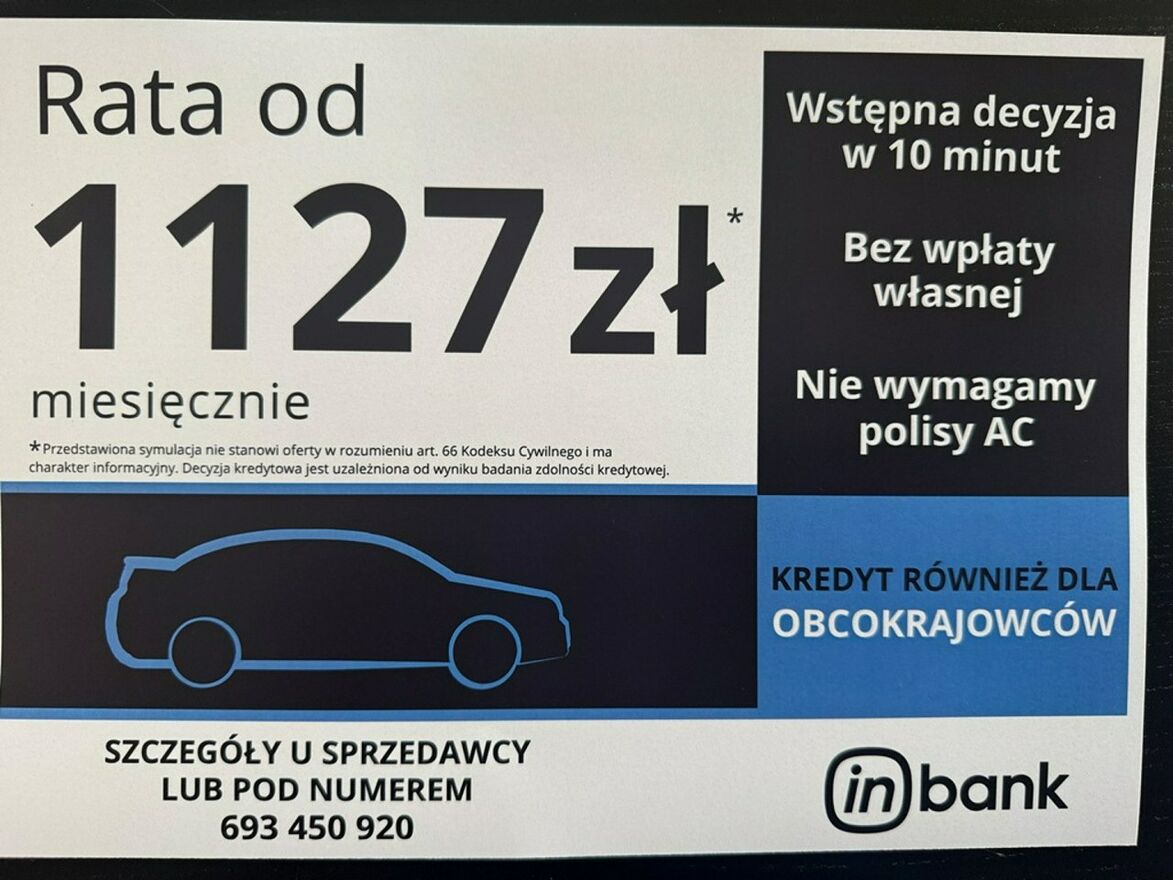 Rata od
1127 zł*
miesięcznie
*Przedstawiona symulacja nie stanowi oferty w rozumieniu art. 66 Kodeksu Cywilnego i ma
charakter informacyjny. Decyzja kredytowa jest uzależniona od wyniku badania zdolności kredytowej.
Wstępna decyzja
w 10 minut
Bez wpłaty
własnej
Nie wymagamy
polisy AC
KREDYT RÓWNIEŻ DLA
OBCOKRAJOWCÓW
SZCZEGÓŁY U SPRZEDAWCY
LUB POD NUMEREM
693 450 920
inbank